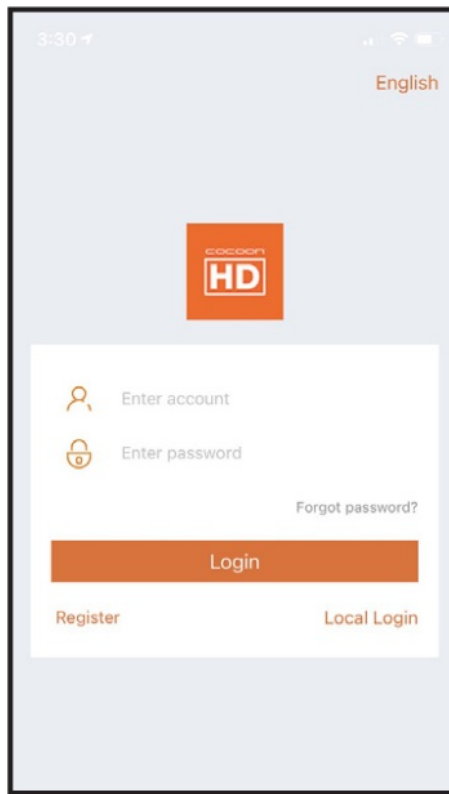 3:30
English
cocoon
HD
Enter account
Enter password
Forgot password?
Login
Register
Local Login